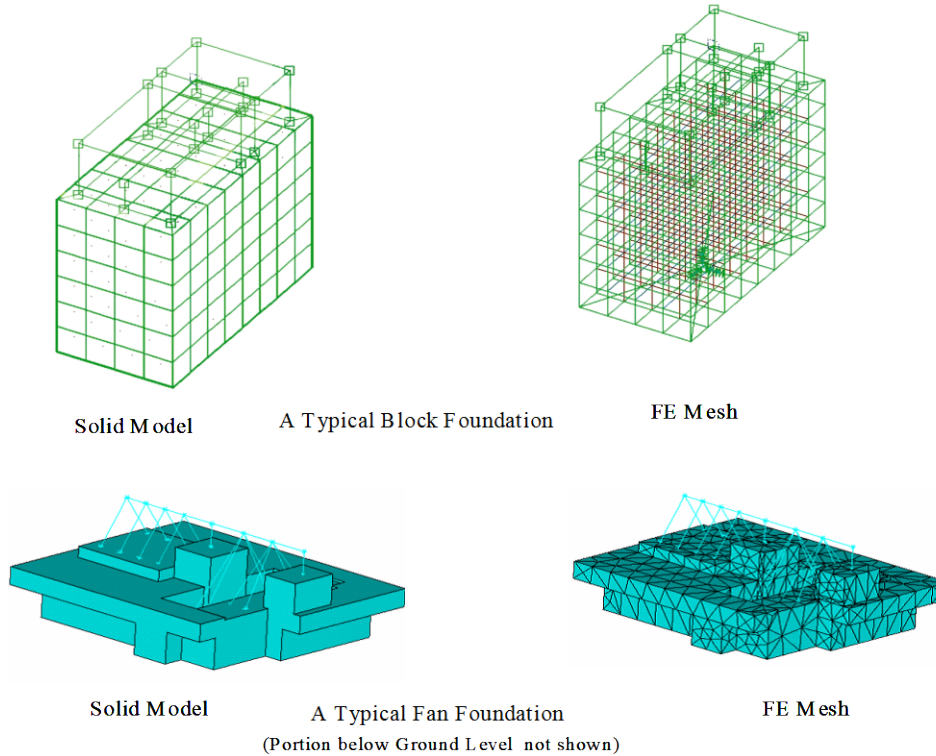 Solid Model
A Typical Block Foundation
FE Mesh
Solid Model
A Typical Fan Foundation
FE Mesh
(Portion below Ground Level not shown)